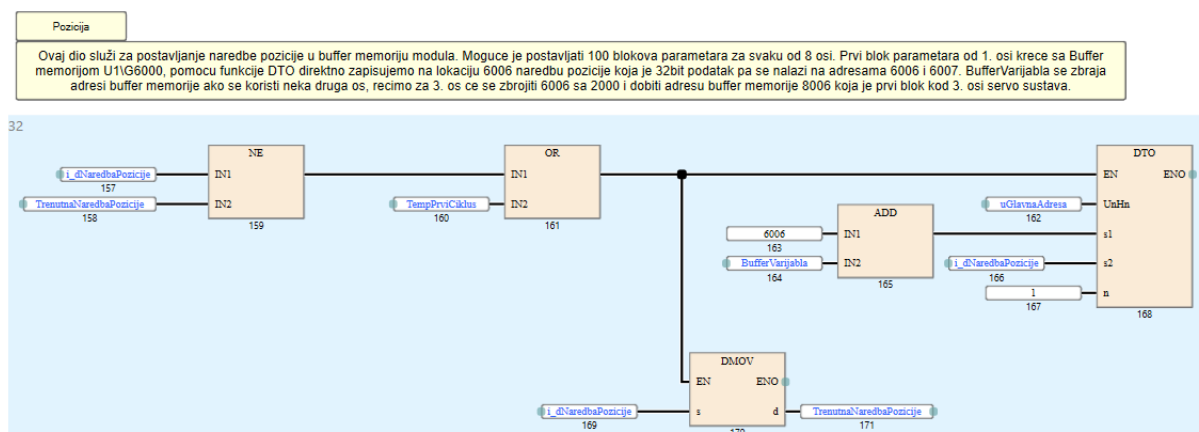 Pozicija
Ovaj dio služi za postavljanje naredbe pozicije u buffer memoriju modula. Moguce je postavljati 100 blokova parametara za svaku od 8 osi. Prvi blok parametara od 1. osi krece sa Buffer
memorijom U1\G6000, pomocu funkcije DTO direktno zapisujemo na lokaciju 6006 naredbu pozicije koja je 32bit podatak pa se nalazi na adresama 6006 i 6007. BufferVarijabla se zbraja
adresi buffer memorije ako se koristi neka druga os, recimo za 3. os ce se zbrojiti 6006 sa 2000 i dobiti adresu buffer memorije 8006 koja je prvi blok kod 3. osi servo sustava.
32
NE
OR
DTO
i_dNaredbaPozicije
IN1
IN1
EN
ENO
157
TrenutnaNaredbaPozicije
IN2
TempPrviCiklus
IN2
uGlavnaAdresa
UnHn
158
159
160
161
162
ADD
6006
IN1
s1
163
BufferVarijabla
IN2
i_dNaredbaPozicije
s2
164
165
166
1
n
167
168
DMOV
EN
ENO
i_dNaredbaPozicije
s
d
TrenutnaNaredbaPozicije
169
170
171